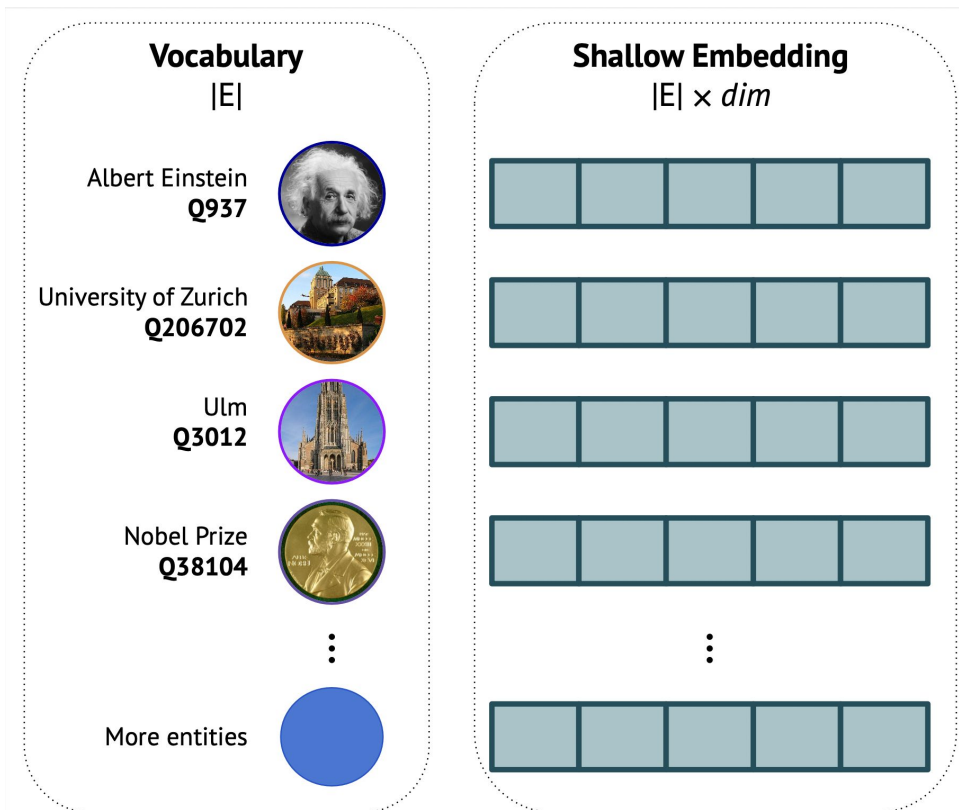 Vocabulary
|E|
Shallow Embedding
|E| × dim
Albert Einstein
Q937
University of Zurich
Q206702
Ulm
Q3012
Nobel Prize
Q38104
More entities